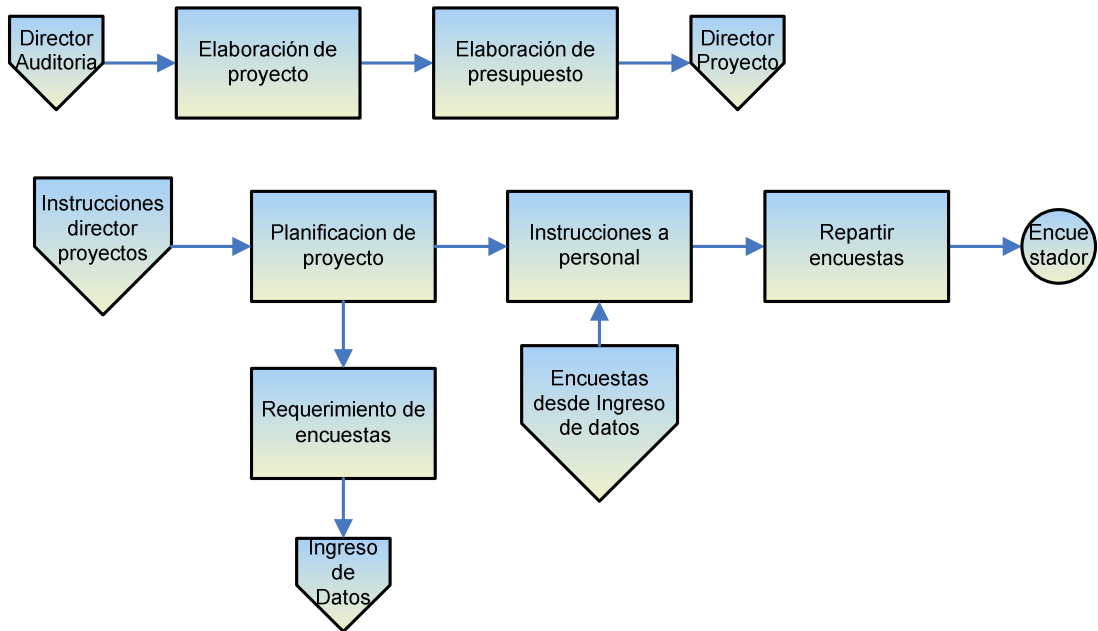 Director
Auditoria
Elaboración de
proyecto
Elaboración de
presupuesto
Director
Proyecto
Instrucciones
director
proyectos
Planificacion de
proyecto
Instrucciones a
personal
Repartir
encuestas
Encue
stador
Requerimiento de
encuestas
Encuestas
desde Ingreso
de datos
Ingreso
de
Datos